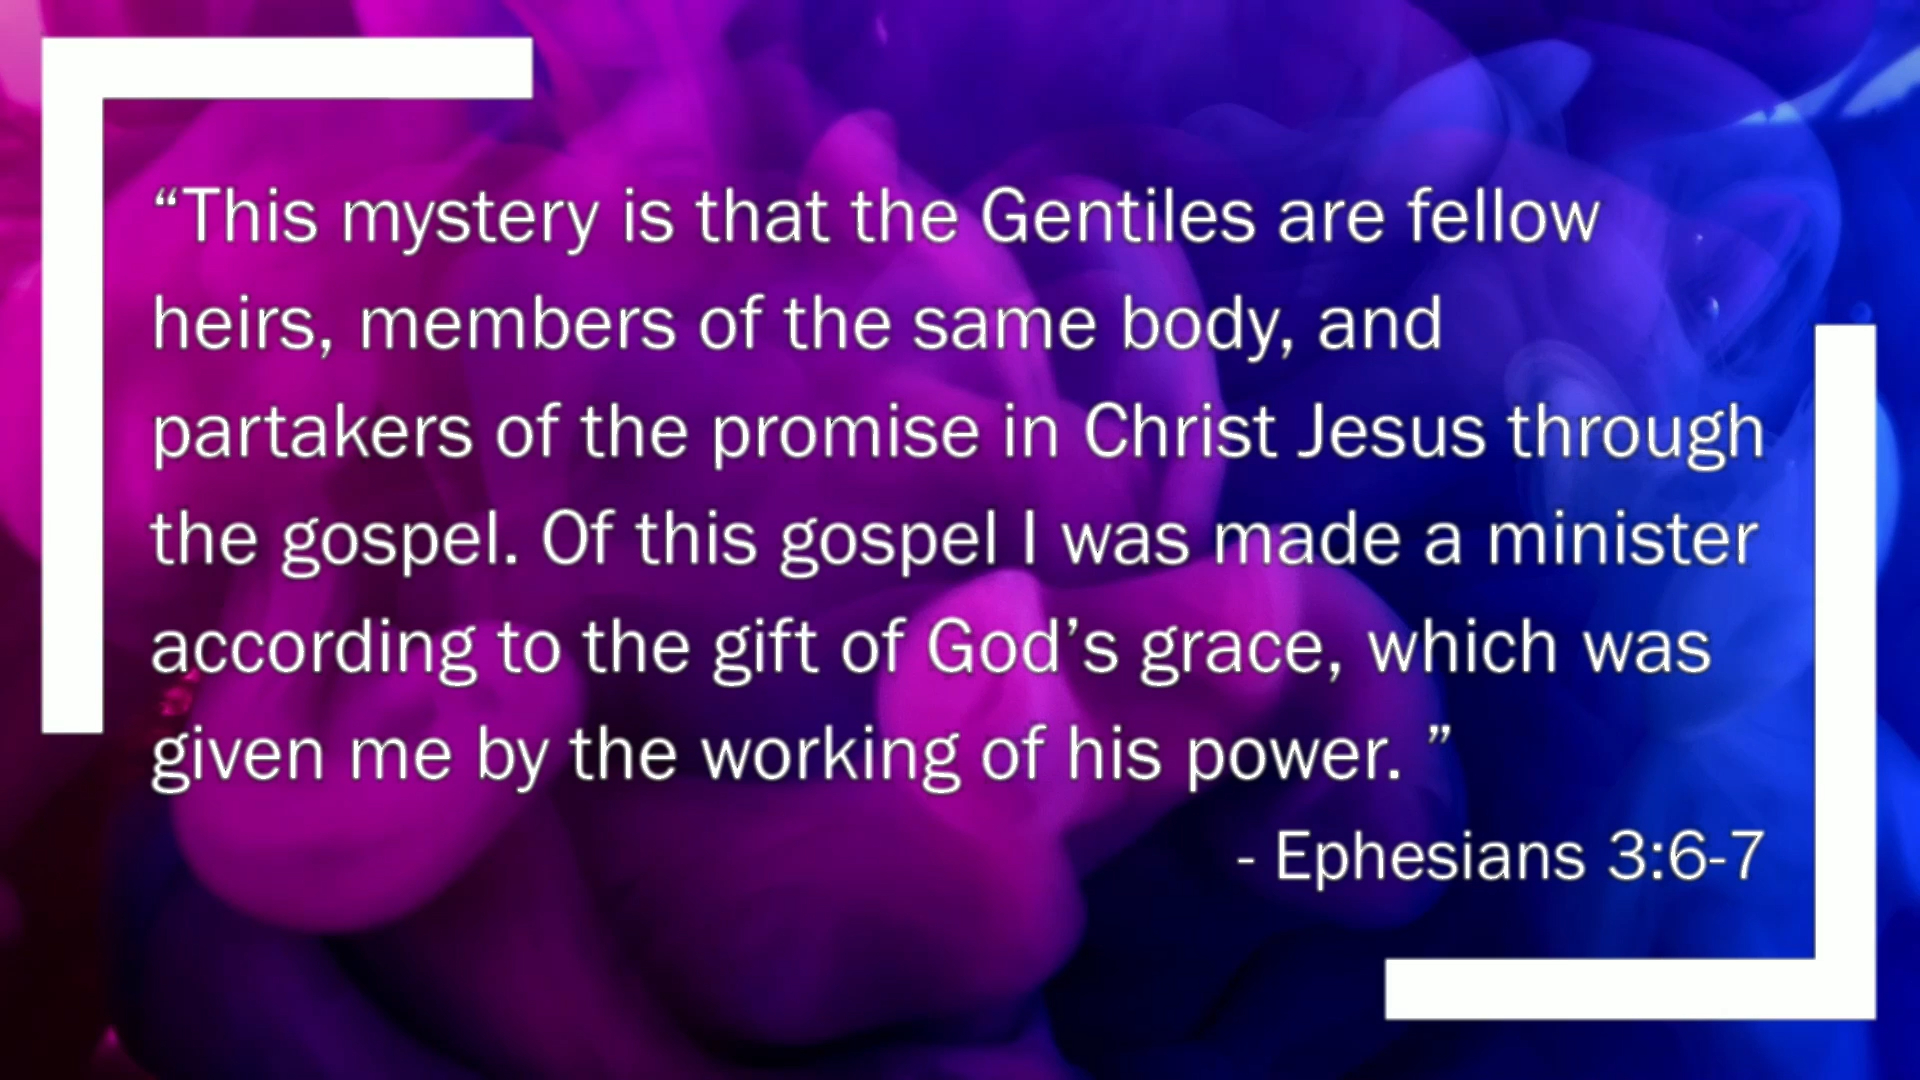 “This mystery is that the Gentiles are fellow
heirs, members of the same body, and
partakers of the promise in Christ Jesus through
the gospel. Of this gospel I was made a minister
according to the gift of God’s grace, which was
given me by the working of his power. ”
- Ephesians 3:6-7